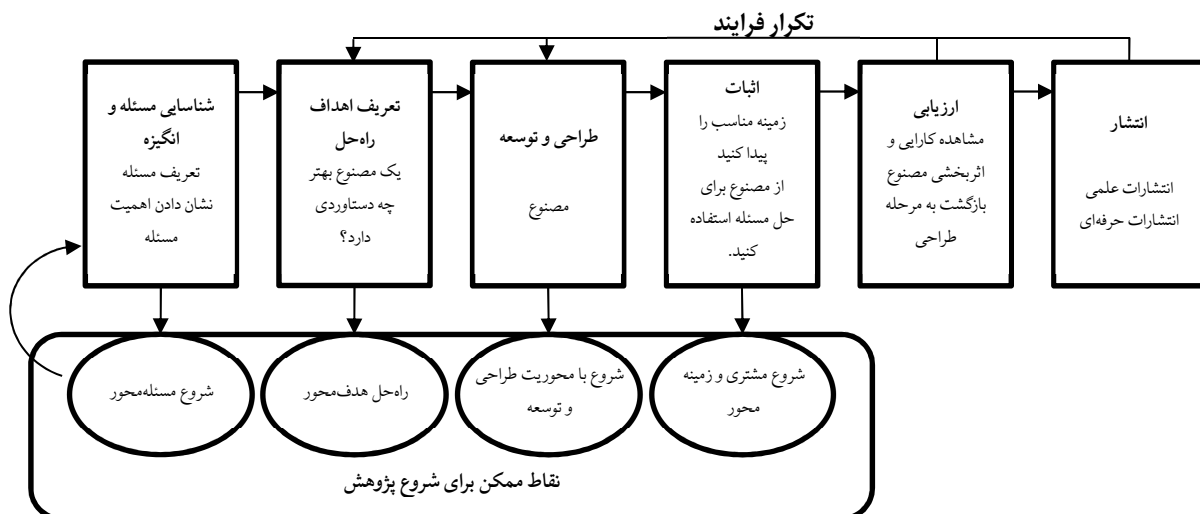 تکرار فرایند
شناسایی مسئله و
انگیزه
تعریف مسئله
نشان دادن اهمیت
مسئله
تعریف اهداف
راه‌حل
یک مصنوع بهتر
چه دستاوردی
دارد؟
طراحی و توسعه
مصنوع
اثبات
زمینه مناسب را
پیدا کنید
از مصنوع برای
حل مسئله استفاده
کنید.
ارزیابی
مشاهده کارایی و
اثربخشی مصنوع
بازگشت به مرحله
طراحی
انتشار
انتشارات علمی
انتشارات حرفه‌ای
شروع مسئله‌محور
راه‌حل هدف‌محور
شروع با محوریت طراحی
و توسعه
شروع مشتری و زمینه
محور
نقاط ممکن برای شروع پژوهش